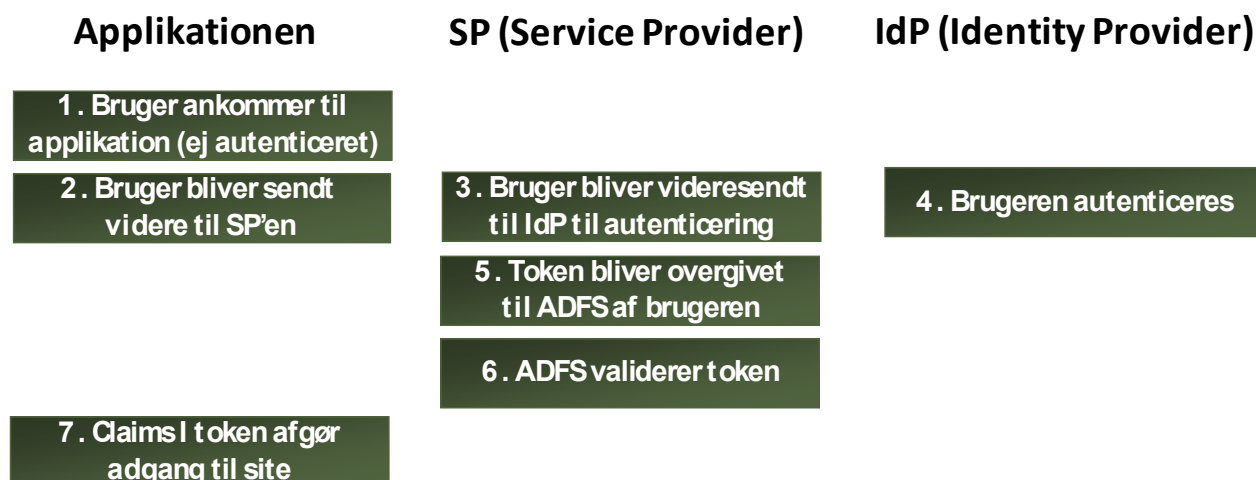 Applikationen
SP (Service Provider)
IdP (Identity Provider)
1. Bruger ankommer til
applikation (ej autenticeret)
2. Bruger bliver sendt
videre til SP’en
3. Bruger bliver videresendt
til IdP til autenticering
4. Brugeren autenticeres
5. Token bliver overgivet
til ADFS af brugeren
6. ADFS validerer token
7. Claims I token afgør
adgang til site